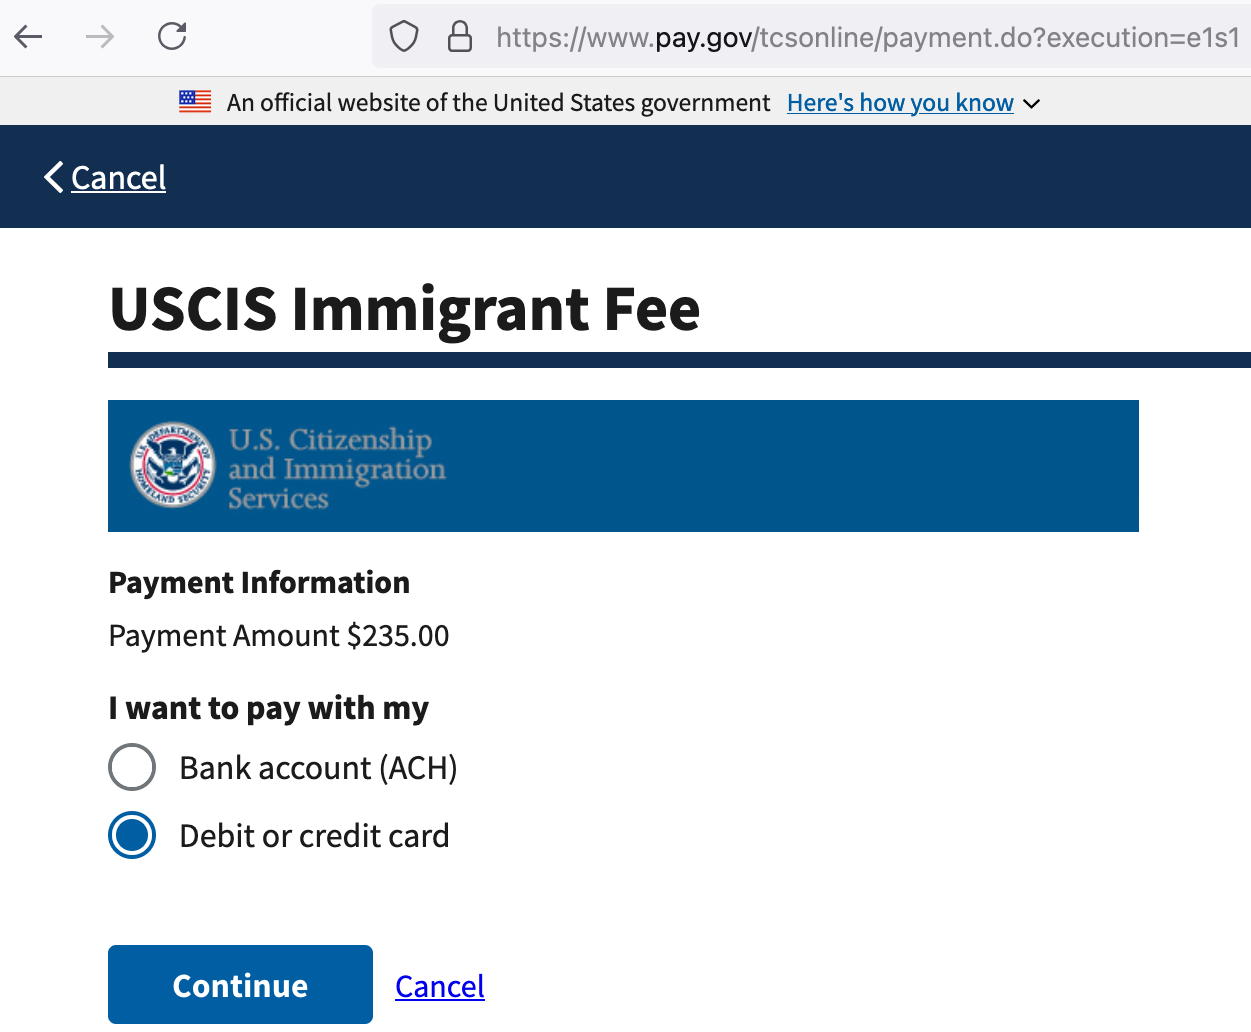 https://www.pay.gov/tcsonline/payment.do?execution=e1s1
An official website of the United States government Here's how you know
Cancel
USCIS Immigrant Fee
U.S. DEPARTMENT OF HOMELAND SECURITY
U.S. Citizenship
and Immigration
Services
Payment Information
Payment Amount $235.00
I want to pay with my
Bank account (ACH)
Debit or credit card
Continue Cancel